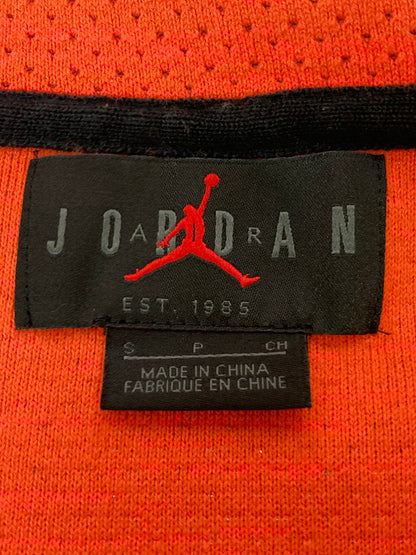 JORDAN
AIR
EST. 1985
S P CH
MADE IN CHINA
FABRIQUE EN CHINE